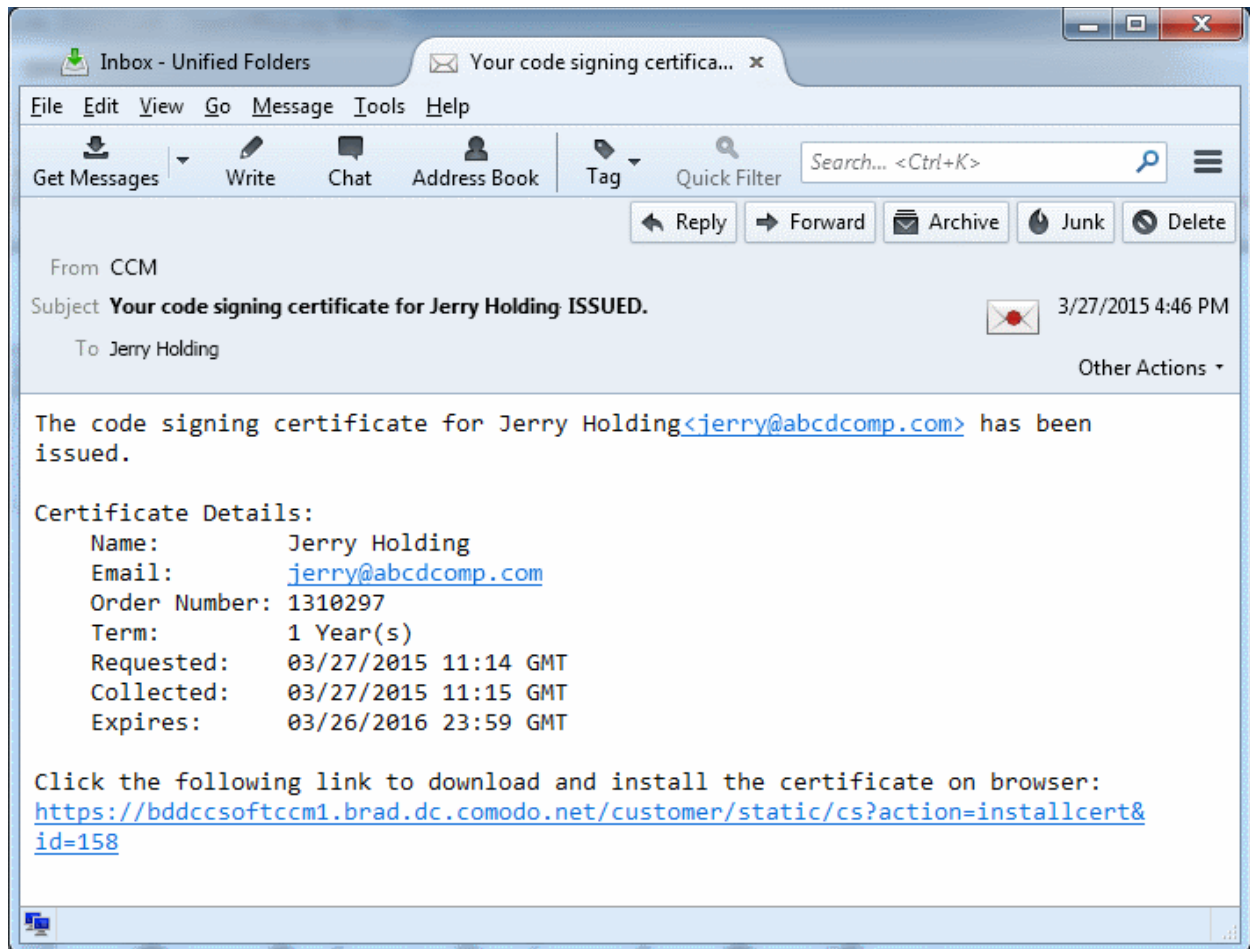 Inbox - Unified Folders
Your code signing certifica...
File Edit View Go Message Tools Help
Get Messages Write Chat Address Book Tag Quick Filter Search... <Ctrl+K>
Reply Forward Archive Junk Delete
From CCM
Subject Your code signing certificate for Jerry Holding ISSUED.
3/27/2015 4:46 PM
To Jerry Holding
Other Actions
The code signing certificate for Jerry Holding<jerry@abcdcomp.com> has been
issued.
Certificate Details:
Name: Jerry Holding
Email: jerry@abcdcomp.com
Order Number: 1310297
Term: 1 Year(s)
Requested: 03/27/2015 11:14 GMT
Collected: 03/27/2015 11:15 GMT
Expires: 03/26/2016 23:59 GMT
Click the following link to download and install the certificate on browser:
https://bddccsoftccm1.brad.dc.comodo.net/customer/static/cs?action=installcert&
id=158